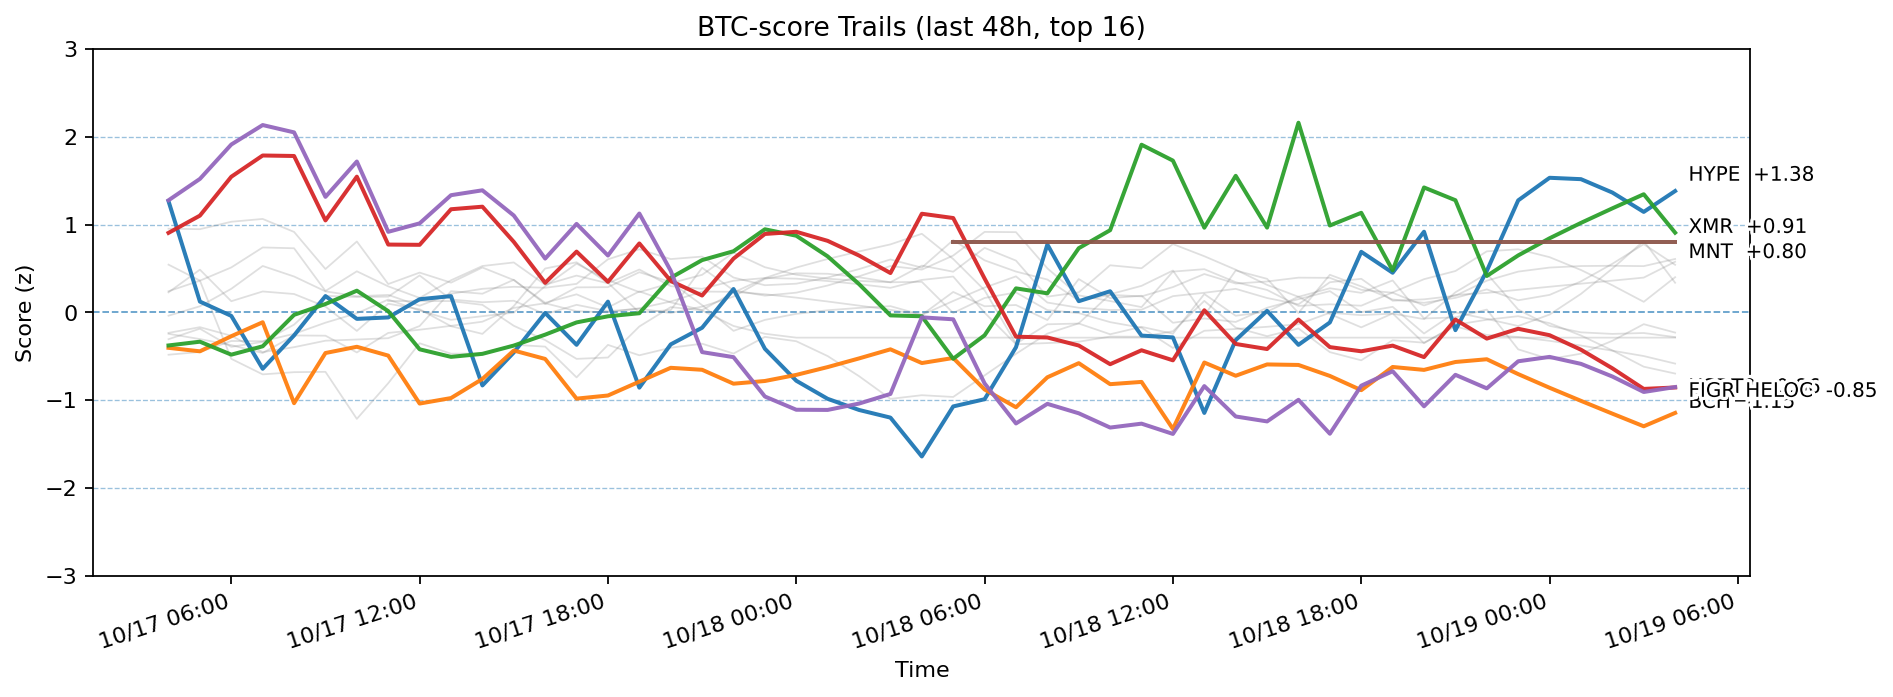 BTC-score Trails (last 48h, top 16)
Score (z)
3
2
1
0
−1
−2
−3
HYPE +1.38
XMR +0.91
MNT +0.80
FIGR_HELOC -0.85
BCH −1.15
10/17 06:00
10/17 12:00
10/17 18:00
10/18 00:00
10/18 06:00
10/18 12:00
10/18 18:00
10/19 00:00
10/19 06:00
Time